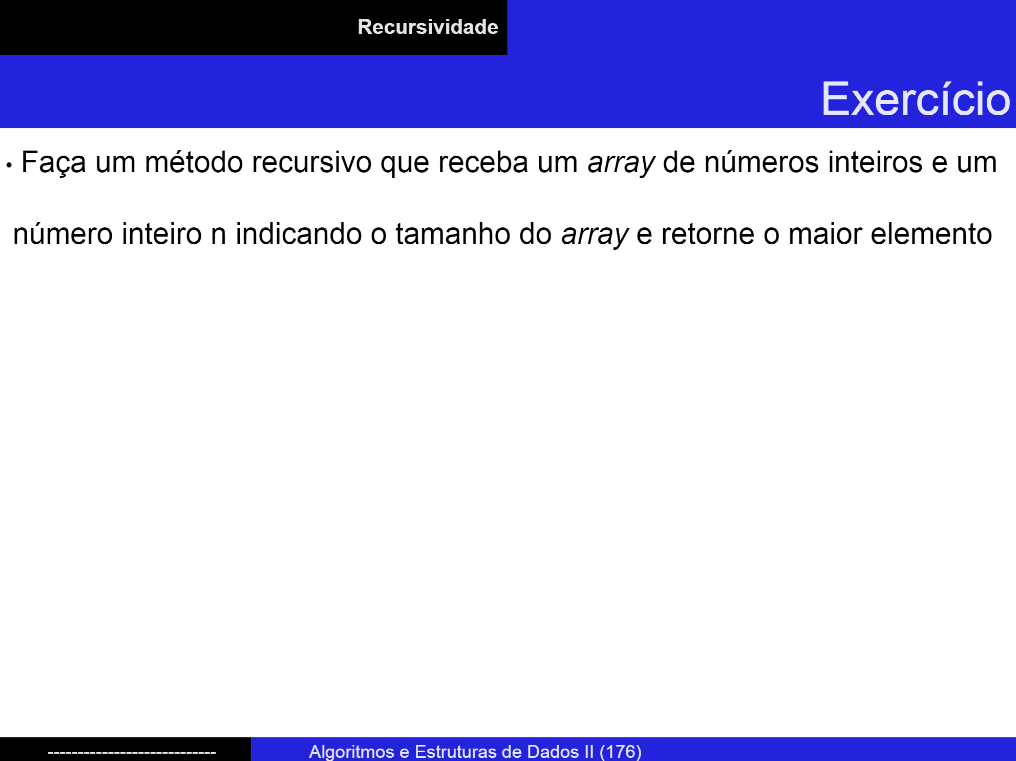 Recursividade
Exercício
• Faça um método recursivo que receba um array de números inteiros e um
número inteiro n indicando o tamanho do array e retorne o maior elemento
---------------------------- Algoritmos e Estruturas de Dados II (176)